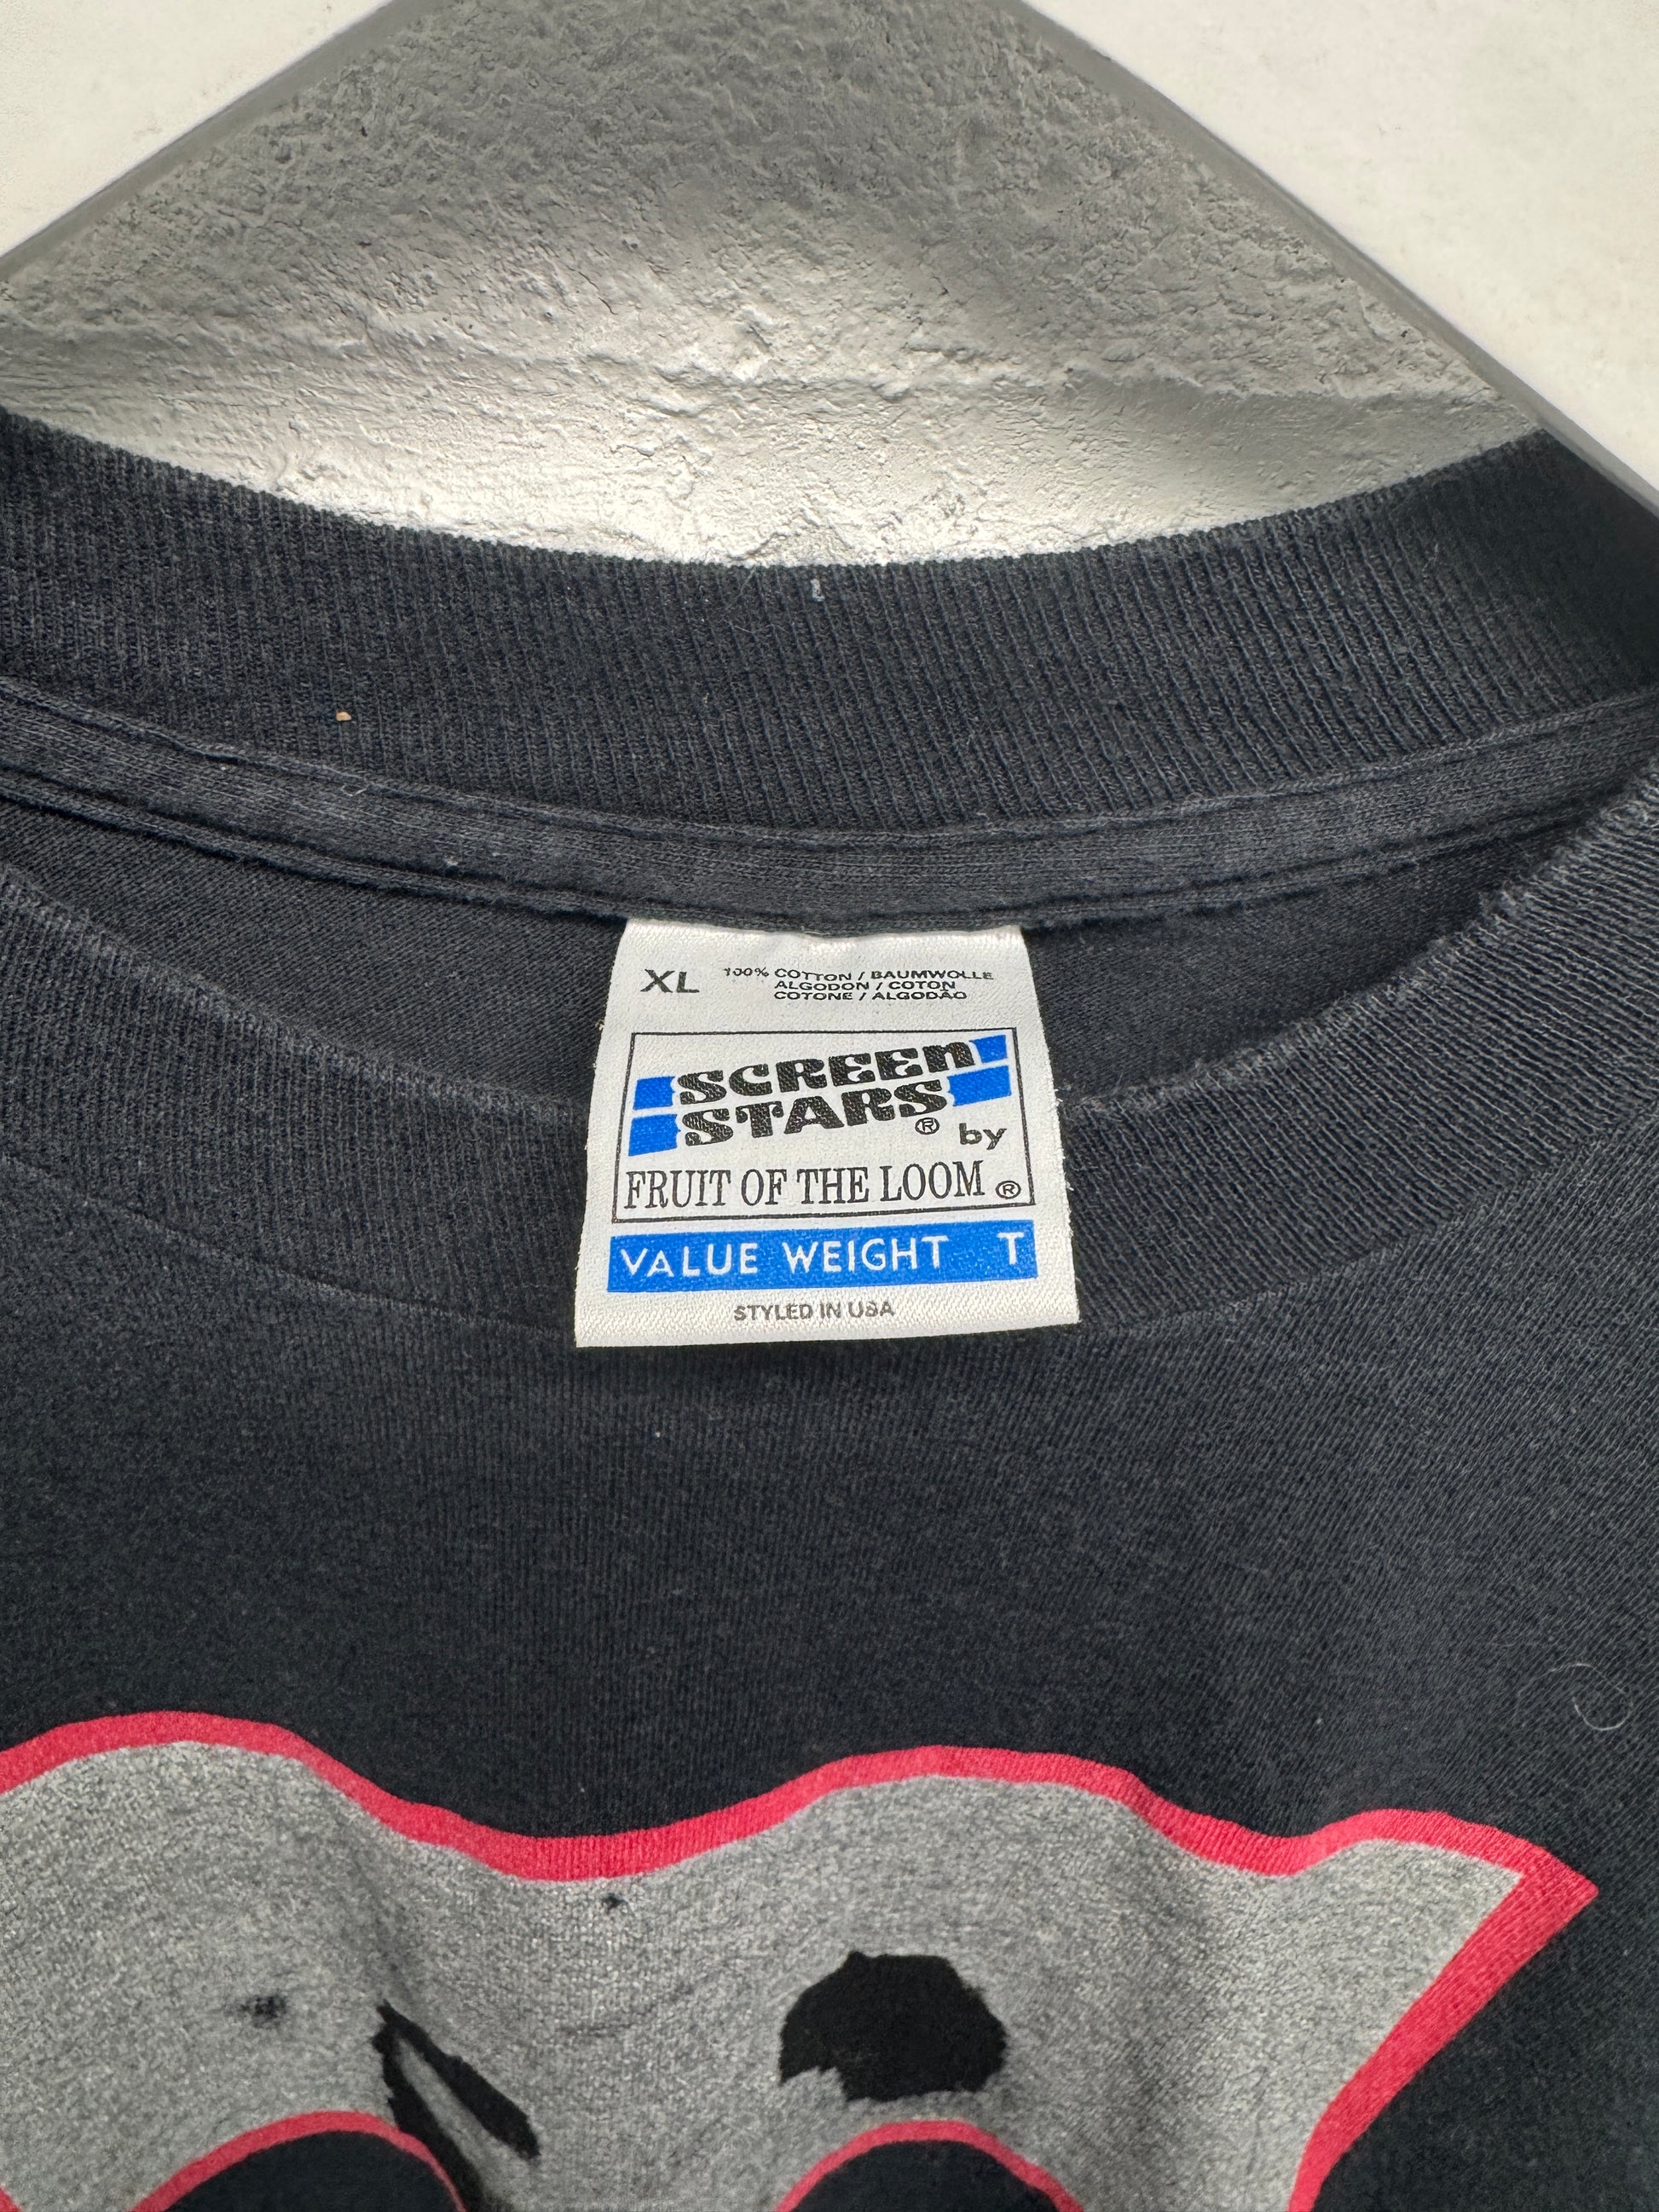 XL
100% COTTON / BAUMWOLLE
ALGODON / COTON
COTONE / ALGODÃO
SCREEN
STARS® by
FRUIT OF THE LOOM®
VALUE WEIGHT T
STYLED IN USA